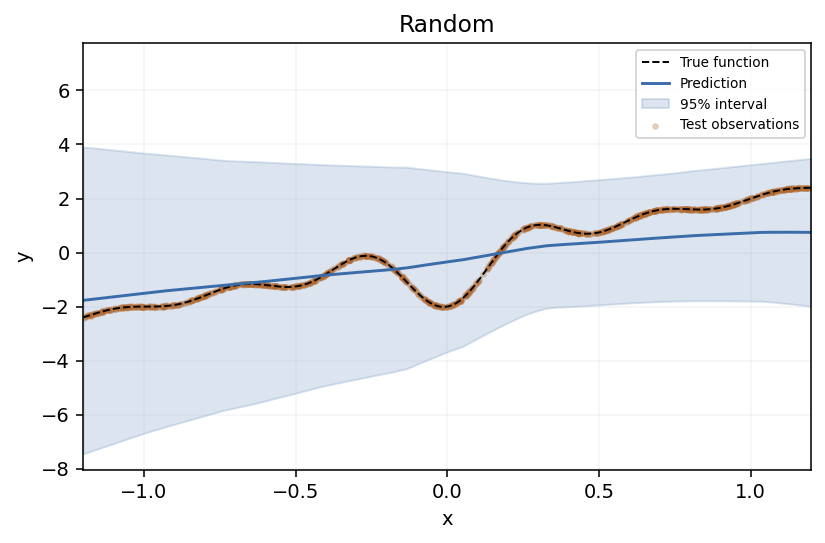 Random
True function
Prediction
95% interval
Test observations
y
6
4
2
0
−2
−4
−6
−8
−1.0
−0.5
0.0
0.5
1.0
x